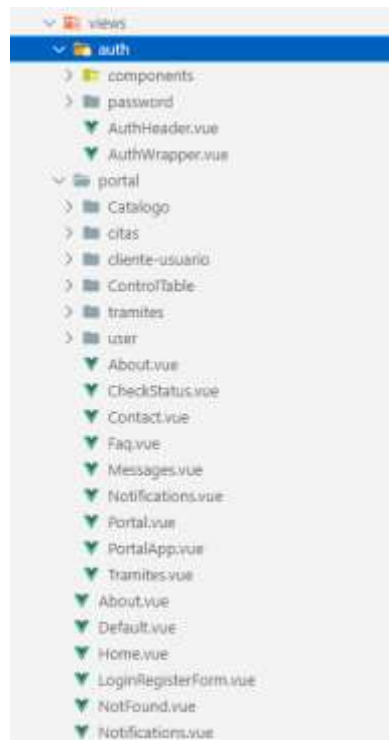 views
auth
components
password
AuthHeader.vue
AuthWrapper.vue
portal
Catalogo
citas
cliente-usuario
ControlTable
tramites
user
About.vue
CheckStatus.vue
Contact.vue
Faq.vue
Messages.vue
Notifications.vue
Portal.vue
PortalApp.vue
Tramites.vue
About.vue
Default.vue
Home.vue
LoginRegisterForm.vue
NotFound.vue
Notifications.vue